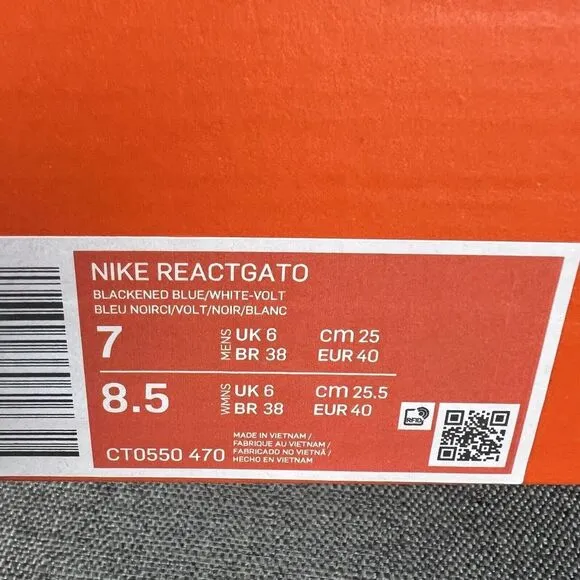 NIKE REACTGATO
BLACKENED BLUE/WHITE-VOLT
BLEU NOIRCI/VOLT/NOIR/BLANC
7 MENS UK 6 cm 25
BR 38 EUR 40
8.5 WMNS UK 6 cm 25.5
BR 38 EUR 40
RFID
CT0550 470
MADE IN VIETNAM /
FABRIQUE AU VIETNAM /
FABRICADO NO VIETNÃ /
HECHO EN VIETNAM